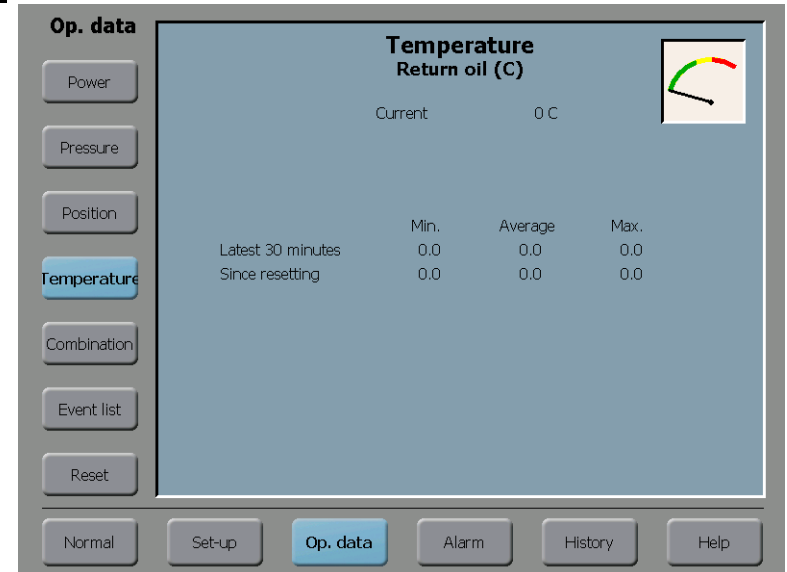 Op. data
Power
Pressure
Position
Temperature
Combination
Event list
Reset
Temperature
Return oil (C)
Current 0 C
Min. Average Max.
Latest 30 minutes 0.0 0.0 0.0
Since resetting 0.0 0.0 0.0
Normal Set-up Op. data Alarm History Help